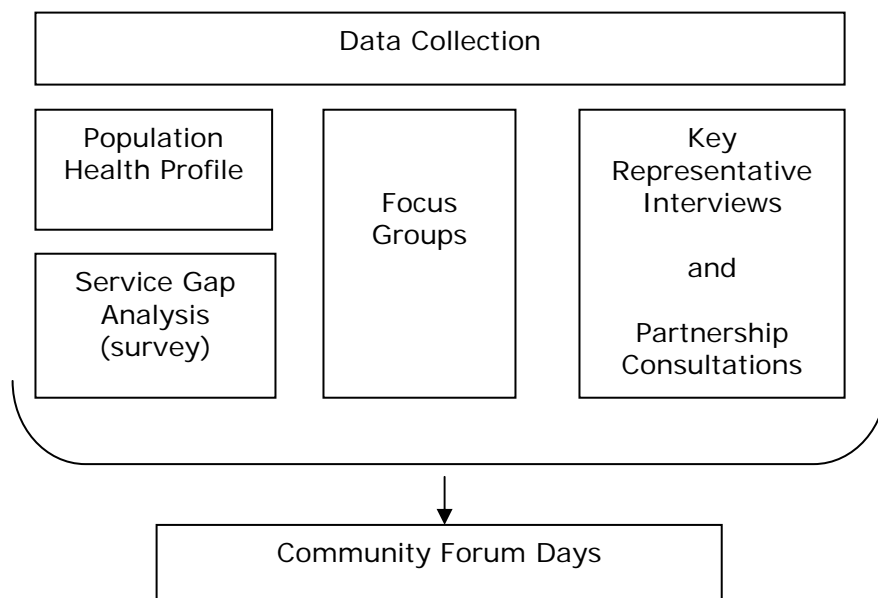 Data Collection
Population
Health Profile
Service Gap
Analysis
(survey)
Focus
Groups
Key
Representative
Interviews
and
Partnership
Consultations
Community Forum Days